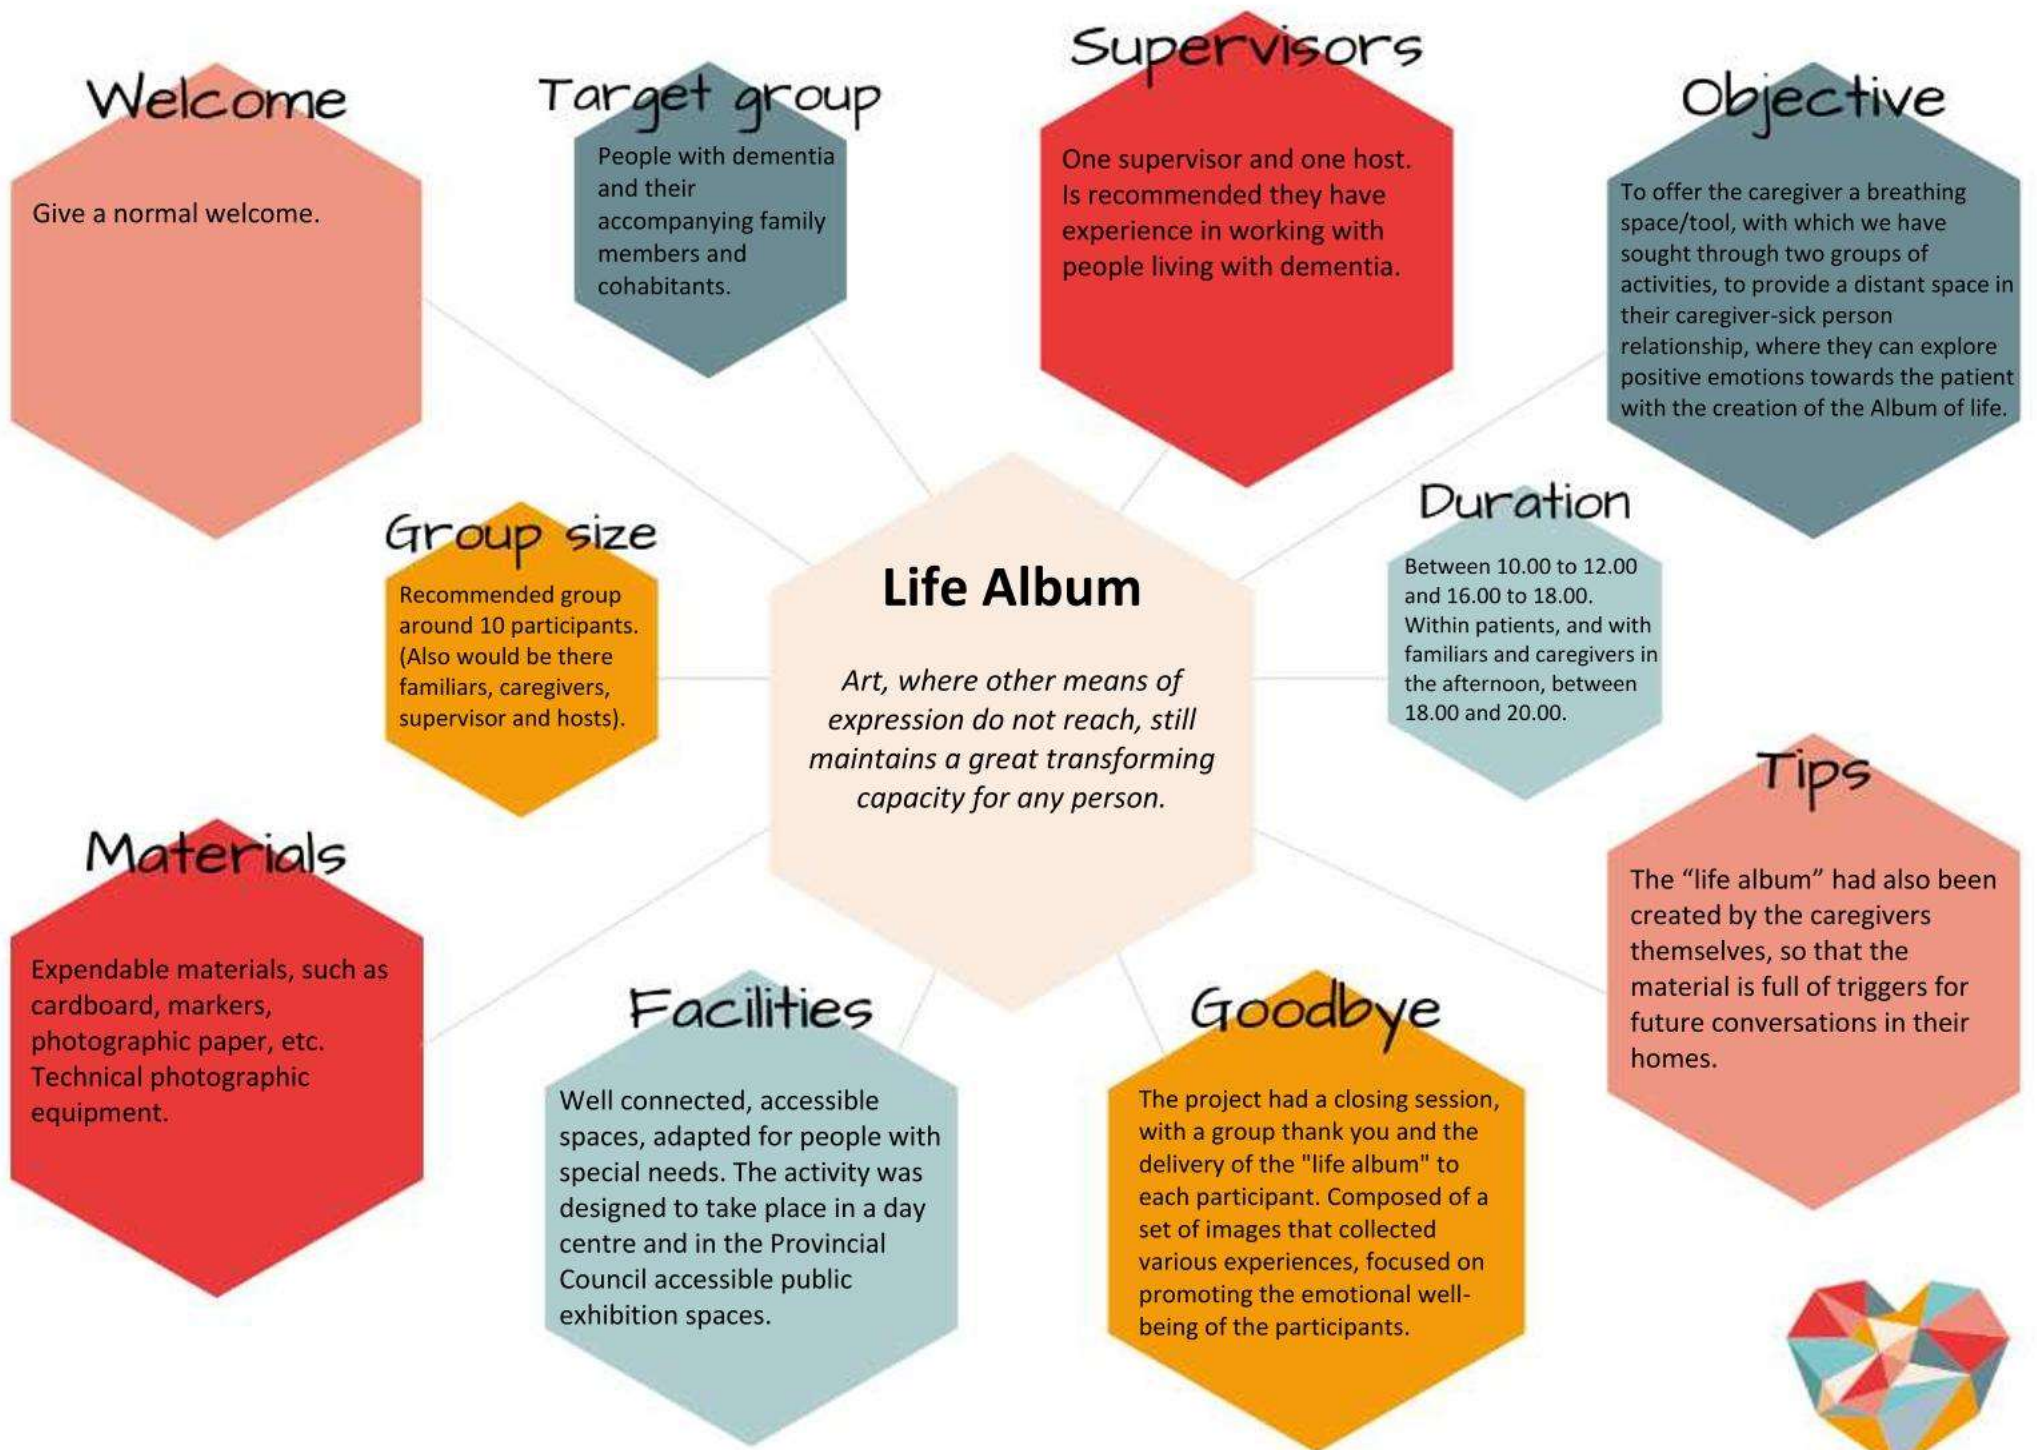 Welcome
Give a normal welcome.
Target group
People with dementia
and their
accompanying family
members and
cohabitants.
Supervisors
One supervisor and one host.
Is recommended they have
experience in working with
people living with dementia.
Objective
To offer the caregiver a breathing
space/tool, with which we have
sought through two groups of
activities, to provide a distant space in
their caregiver-sick person
relationship, where they can explore
positive emotions towards the patient
with the creation of the Album of life.
Group size
Recommended group
around 10 participants.
(Also would be there
familiars, caregivers,
supervisor and hosts).
Life Album
Art, where other means of
expression do not reach, still
maintains a great transforming
capacity for any person.
Duration
Between 10.00 to 12.00
and 16.00 to 18.00.
Within patients, and with
familiars and caregivers in
the afternoon, between
18.00 and 20.00.
Materials
Expendable materials, such as
cardboard, markers,
photographic paper, etc.
Technical photographic
equipment.
Facilities
Well connected, accessible
spaces, adapted for people with
special needs. The activity was
designed to take place in a day
centre and in the Provincial
Council accessible public
exhibition spaces.
Goodbye
The project had a closing session,
with a group thank you and the
delivery of the "life album" to
each participant. Composed of a
set of images that collected
various experiences, focused on
promoting the emotional well-
being of the participants.
Tips
The “life album” had also been
created by the caregivers
themselves, so that the
material is full of triggers for
future conversations in their
homes.